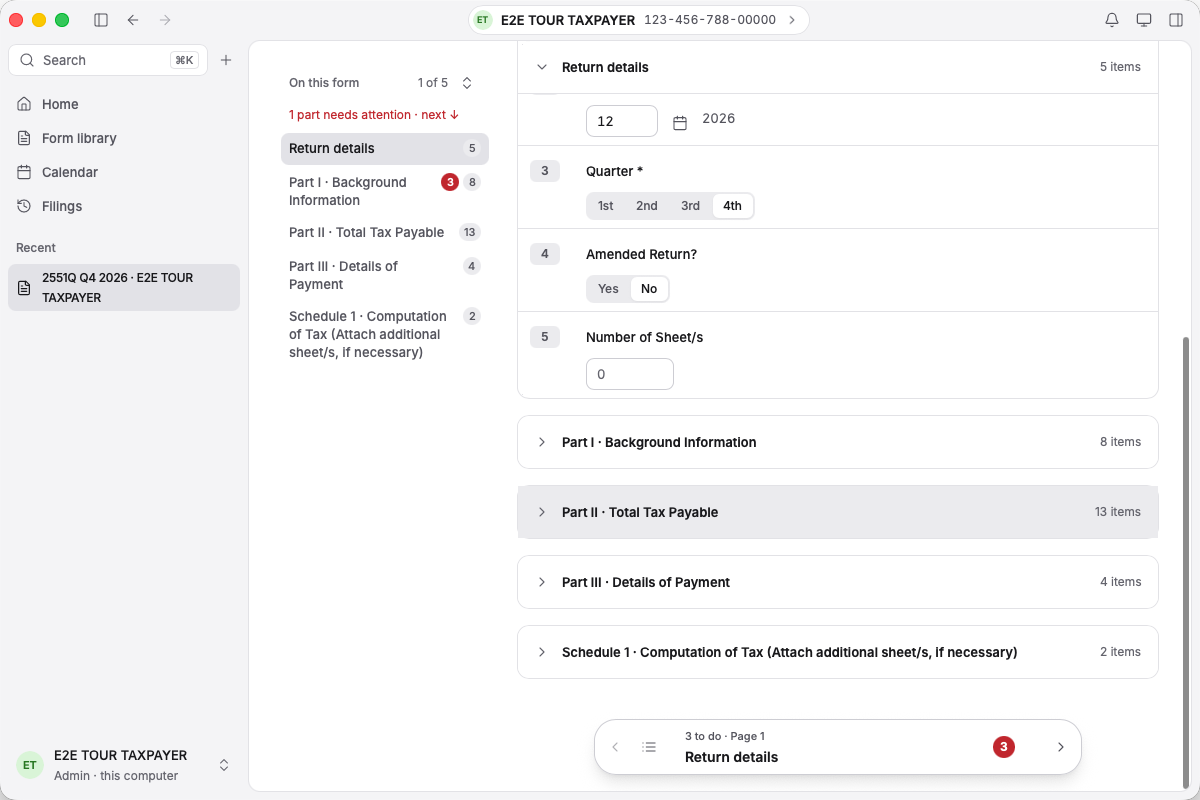 ET E2E TOUR TAXPAYER 123-456-788-00000
Search ⌘K
Home
Form library
Calendar
Filings
Recent
2551Q Q4 2026 · E2E TOUR
TAXPAYER
ET E2E TOUR TAXPAYER
Admin · this computer
On this form 1 of 5
1 part needs attention · next ↓
Return details 5
Part I · Background 3 8
Information
Part II · Total Tax Payable 13
Part III · Details of 4
Payment
Schedule 1 · Computation 2
of Tax (Attach additional
sheet/s, if necessary)
Return details 5 items
12 2026
3 Quarter *
1st 2nd 3rd 4th
4 Amended Return?
Yes No
5 Number of Sheet/s
0
Part I · Background Information 8 items
Part II · Total Tax Payable 13 items
Part III · Details of Payment 4 items
Schedule 1 · Computation of Tax (Attach additional sheet/s, if necessary) 2 items
3 to do · Page 1
Return details 3